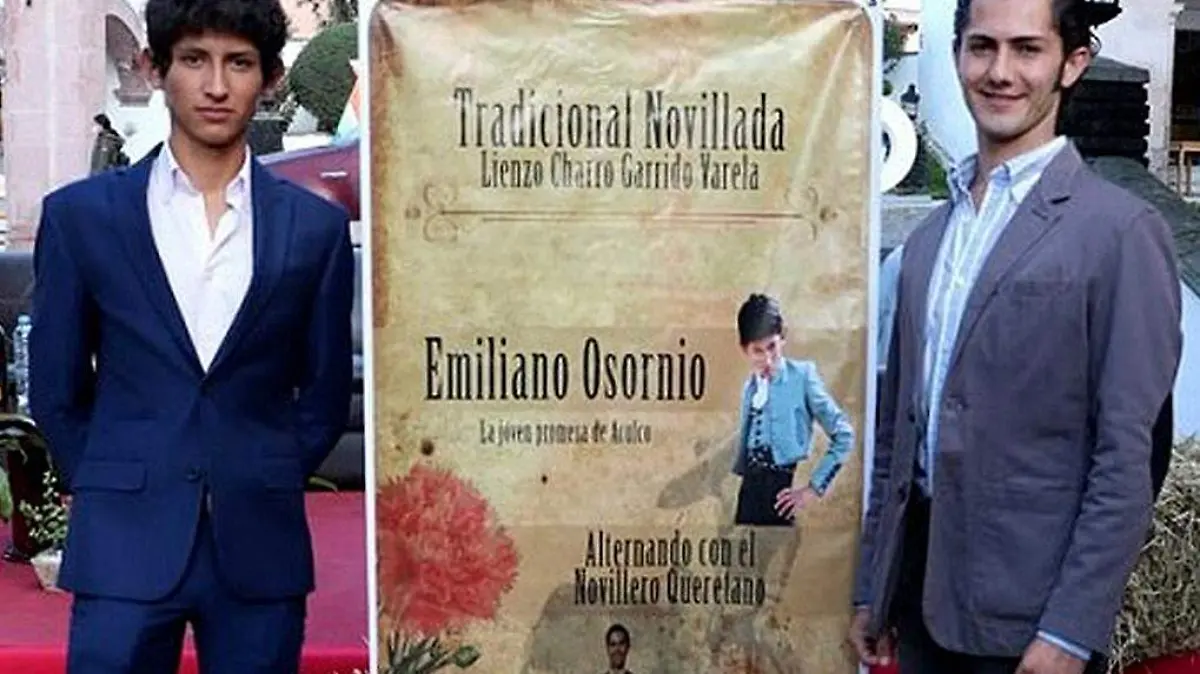 Tradicional Novillada
Lienzo Charro Garrido Varela
Emiliano Osornio
La joven promesa de Aculco
Alternando con el
Novillero Queretano